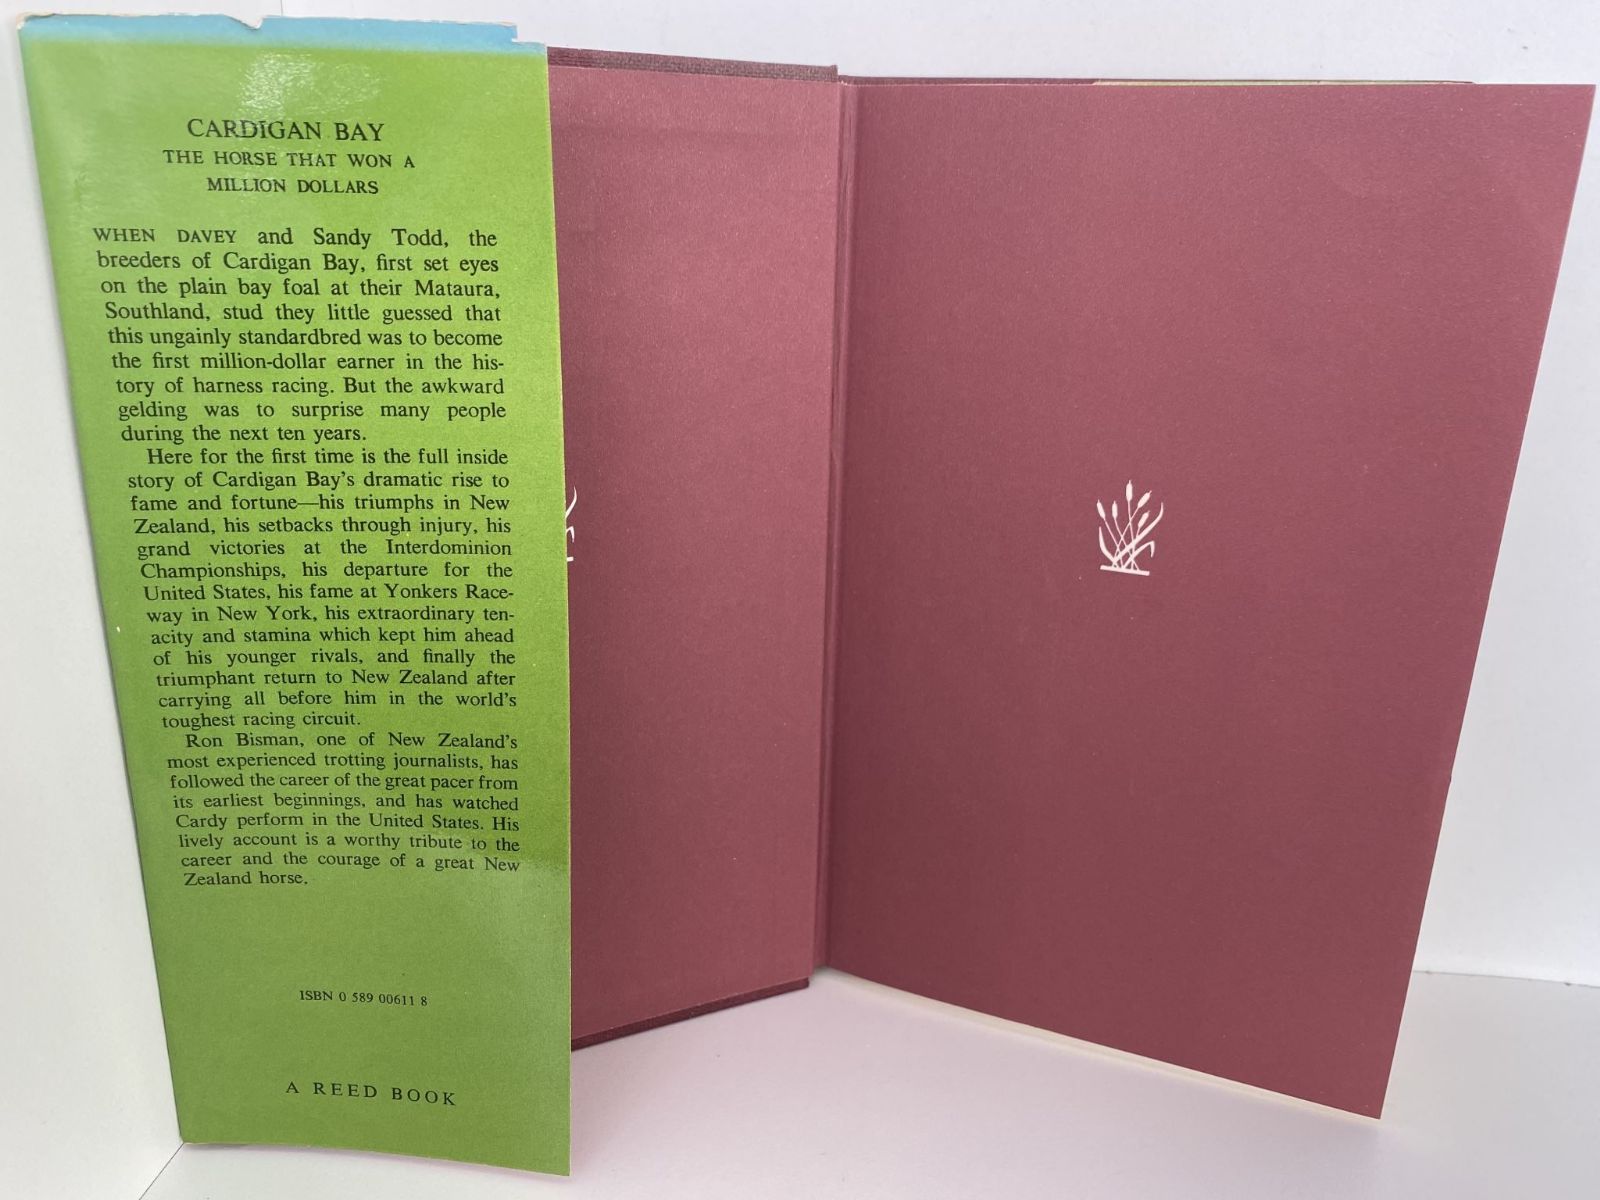 CARDIGAN BAY
THE HORSE THAT WON A
MILLION DOLLARS
WHEN DAVEY and Sandy Todd, the
breeders of Cardigan Bay, first set eyes
on the plain bay foal at their Mataura,
Southland, stud they little guessed that
this ungainly standardbred was to become
the first million-dollar earner in the his-
tory of harness racing. But the awkward
gelding was to surprise many people
during the next ten years.
Here for the first time is the full inside
story of Cardigan Bay's dramatic rise to
fame and fortune—his triumphs in New
Zealand, his setbacks through injury, his
grand victories at the Interdominion
Championships, his departure for the
United States, his fame at Yonkers Race-
way in New York, his extraordinary ten-
acity and stamina which kept him ahead
of his younger rivals, and finally the
triumphant return to New Zealand after
carrying all before him in the world's
toughest racing circuit.
Ron Bisman, one of New Zealand's
most experienced trotting journalists, has
followed the career of the great pacer from
its earliest beginnings, and has watched
Cardy perform in the United States. His
lively account is a worthy tribute to the
career and the courage of a great New
Zealand horse.
ISBN 0 589 00611 8
A REED BOOK